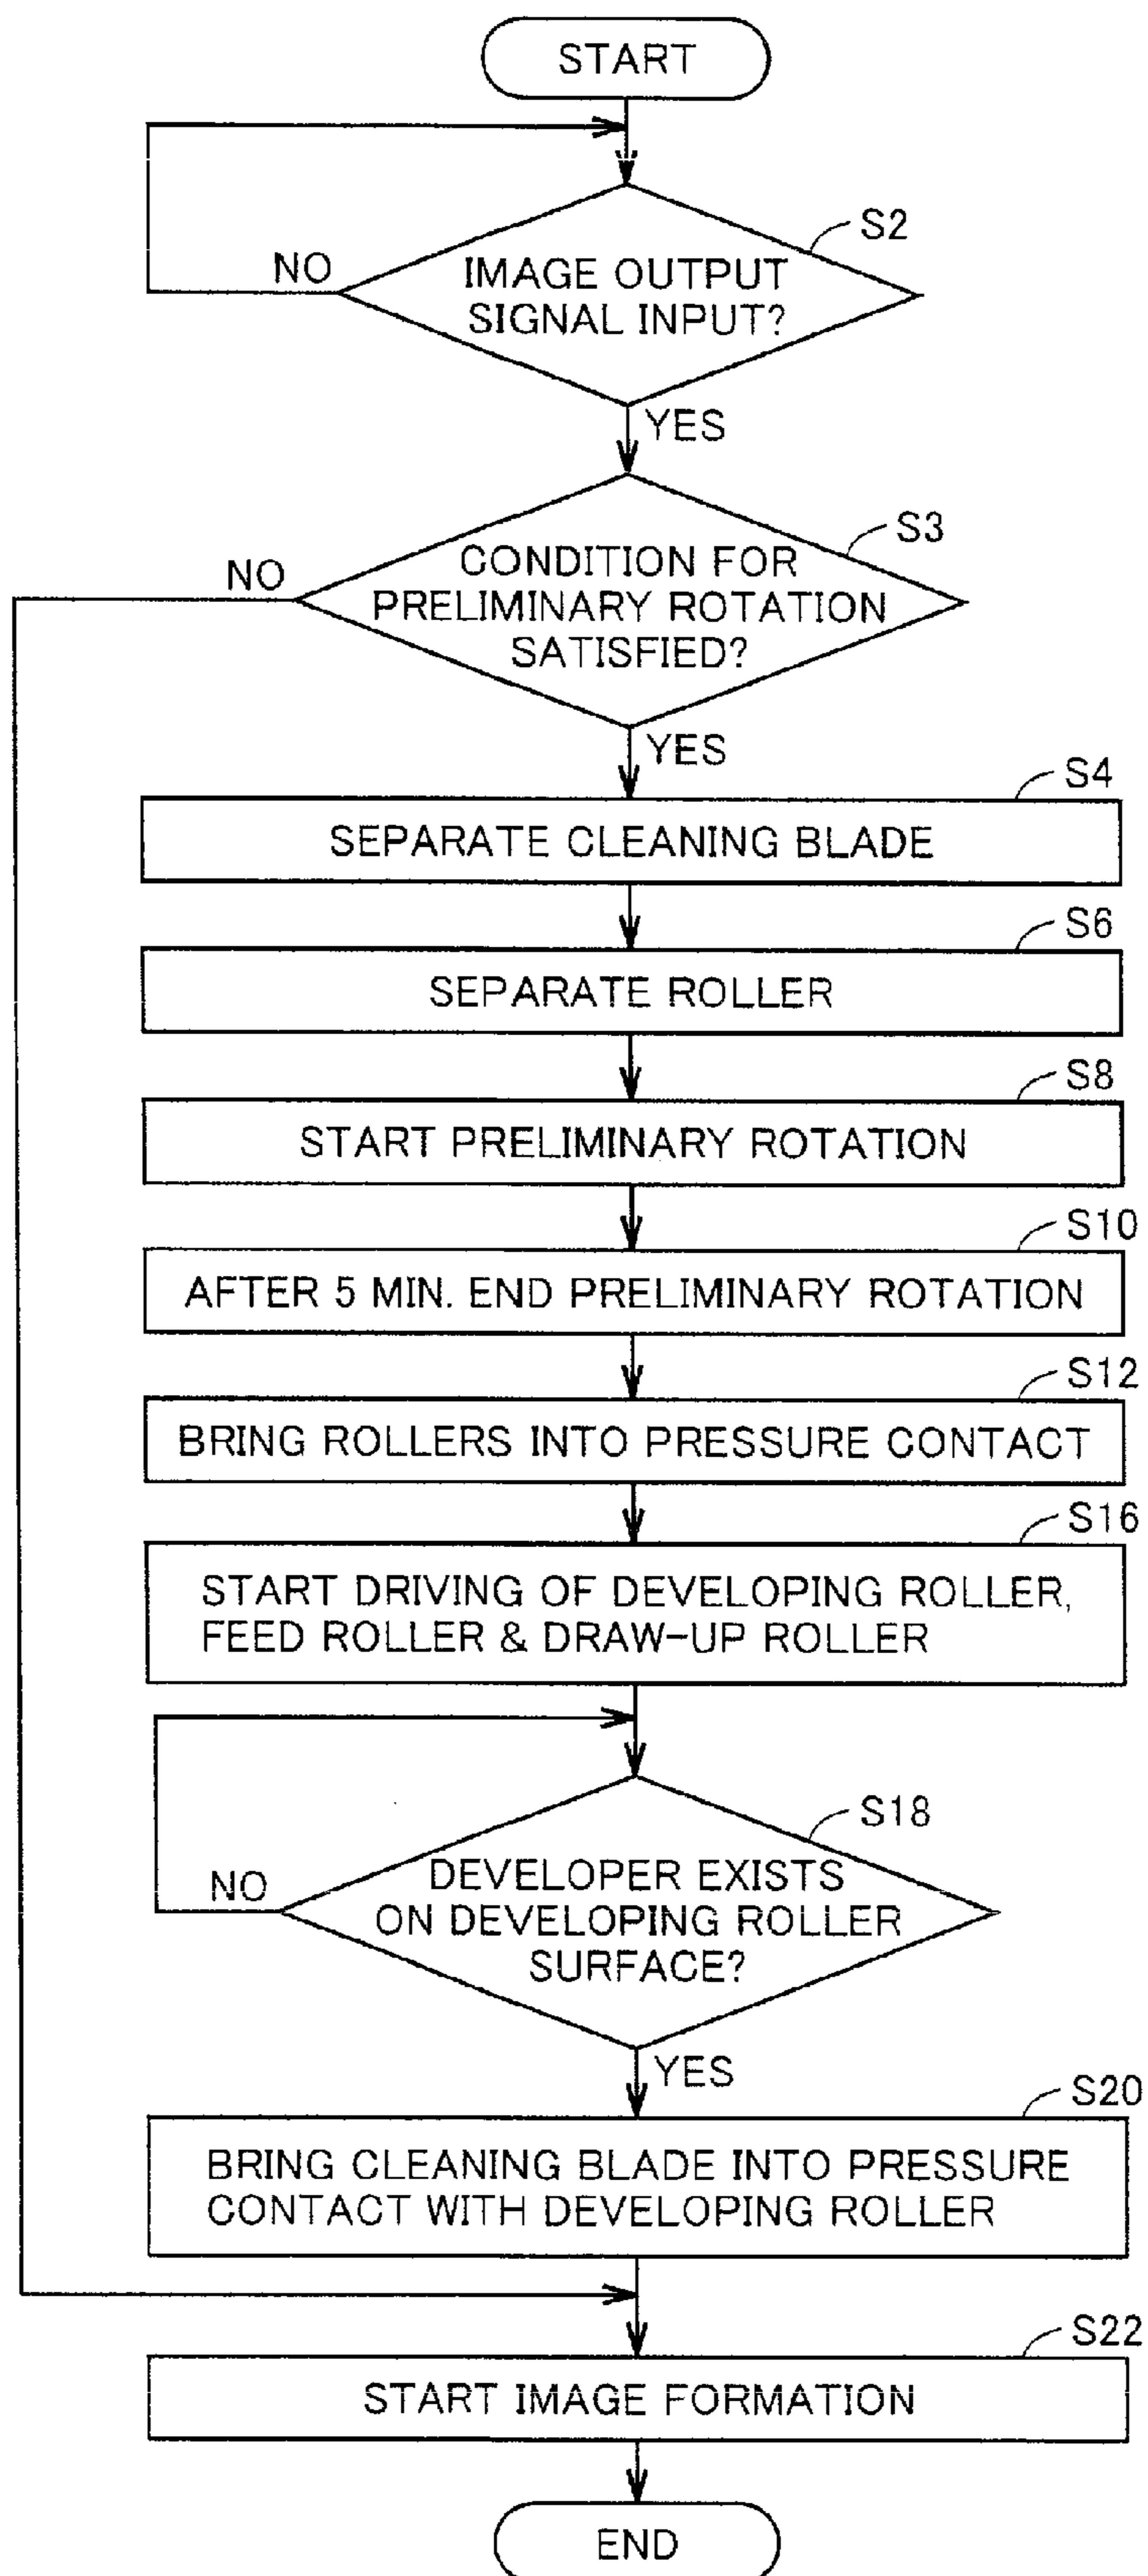 START
S2
NO
IMAGE OUTPUT
SIGNAL INPUT?
YES
S3
NO
CONDITION FOR
PRELIMINARY ROTATION
SATISFIED?
YES
S4
SEPARATE CLEANING BLADE
S6
SEPARATE ROLLER
S8
START PRELIMINARY ROTATION
S10
AFTER 5 MIN. END PRELIMINARY ROTATION
S12
BRING ROLLERS INTO PRESSURE CONTACT
S16
START DRIVING OF DEVELOPING ROLLER,
FEED ROLLER & DRAW-UP ROLLER
S18
NO
DEVELOPER EXISTS
ON DEVELOPING ROLLER
SURFACE?
YES
S20
BRING CLEANING BLADE INTO PRESSURE
CONTACT WITH DEVELOPING ROLLER
S22
START IMAGE FORMATION
END